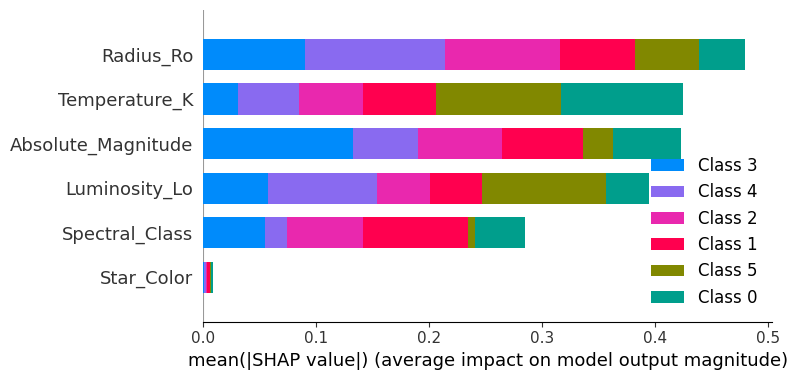 Radius_Ro
Temperature_K
Absolute_Magnitude
Luminosity_Lo
Spectral_Class
Star_Color
Class 3
Class 4
Class 2
Class 1
Class 5
Class 0
0.0 0.1 0.2 0.3 0.4 0.5
mean(|SHAP value|) (average impact on model output magnitude)